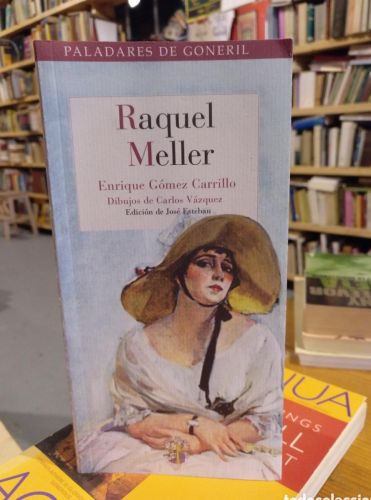 PALADARES DE GONERIL
Raquel
Meller
Enrique Gómez Carrillo
Dibujos de Carlos Vázquez
Edición de José Esteban